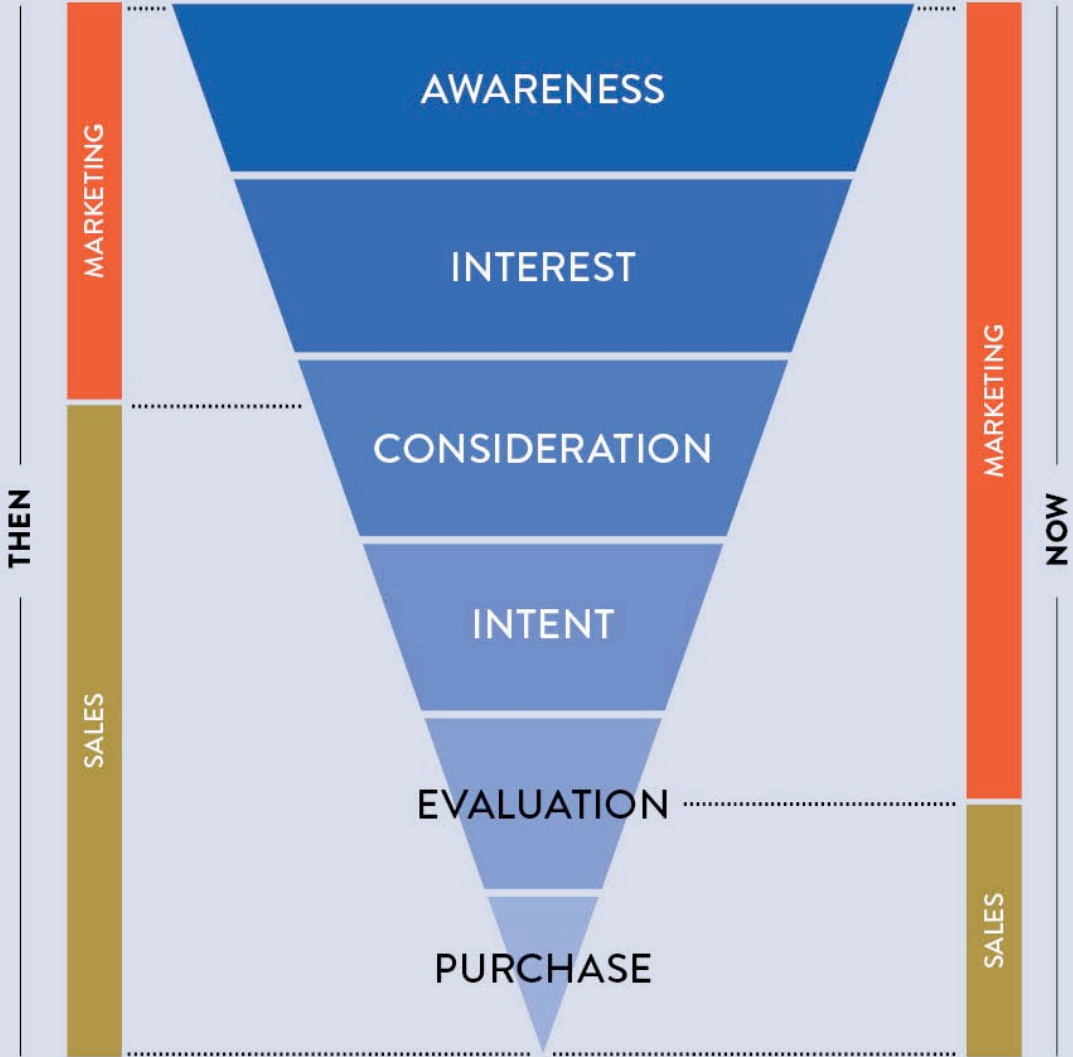 AWARENESS
MARKETING
INTEREST
MARKETING
CONSIDERATION
THEN
NOW
INTENT
SALES
EVALUATION
SALES
PURCHASE